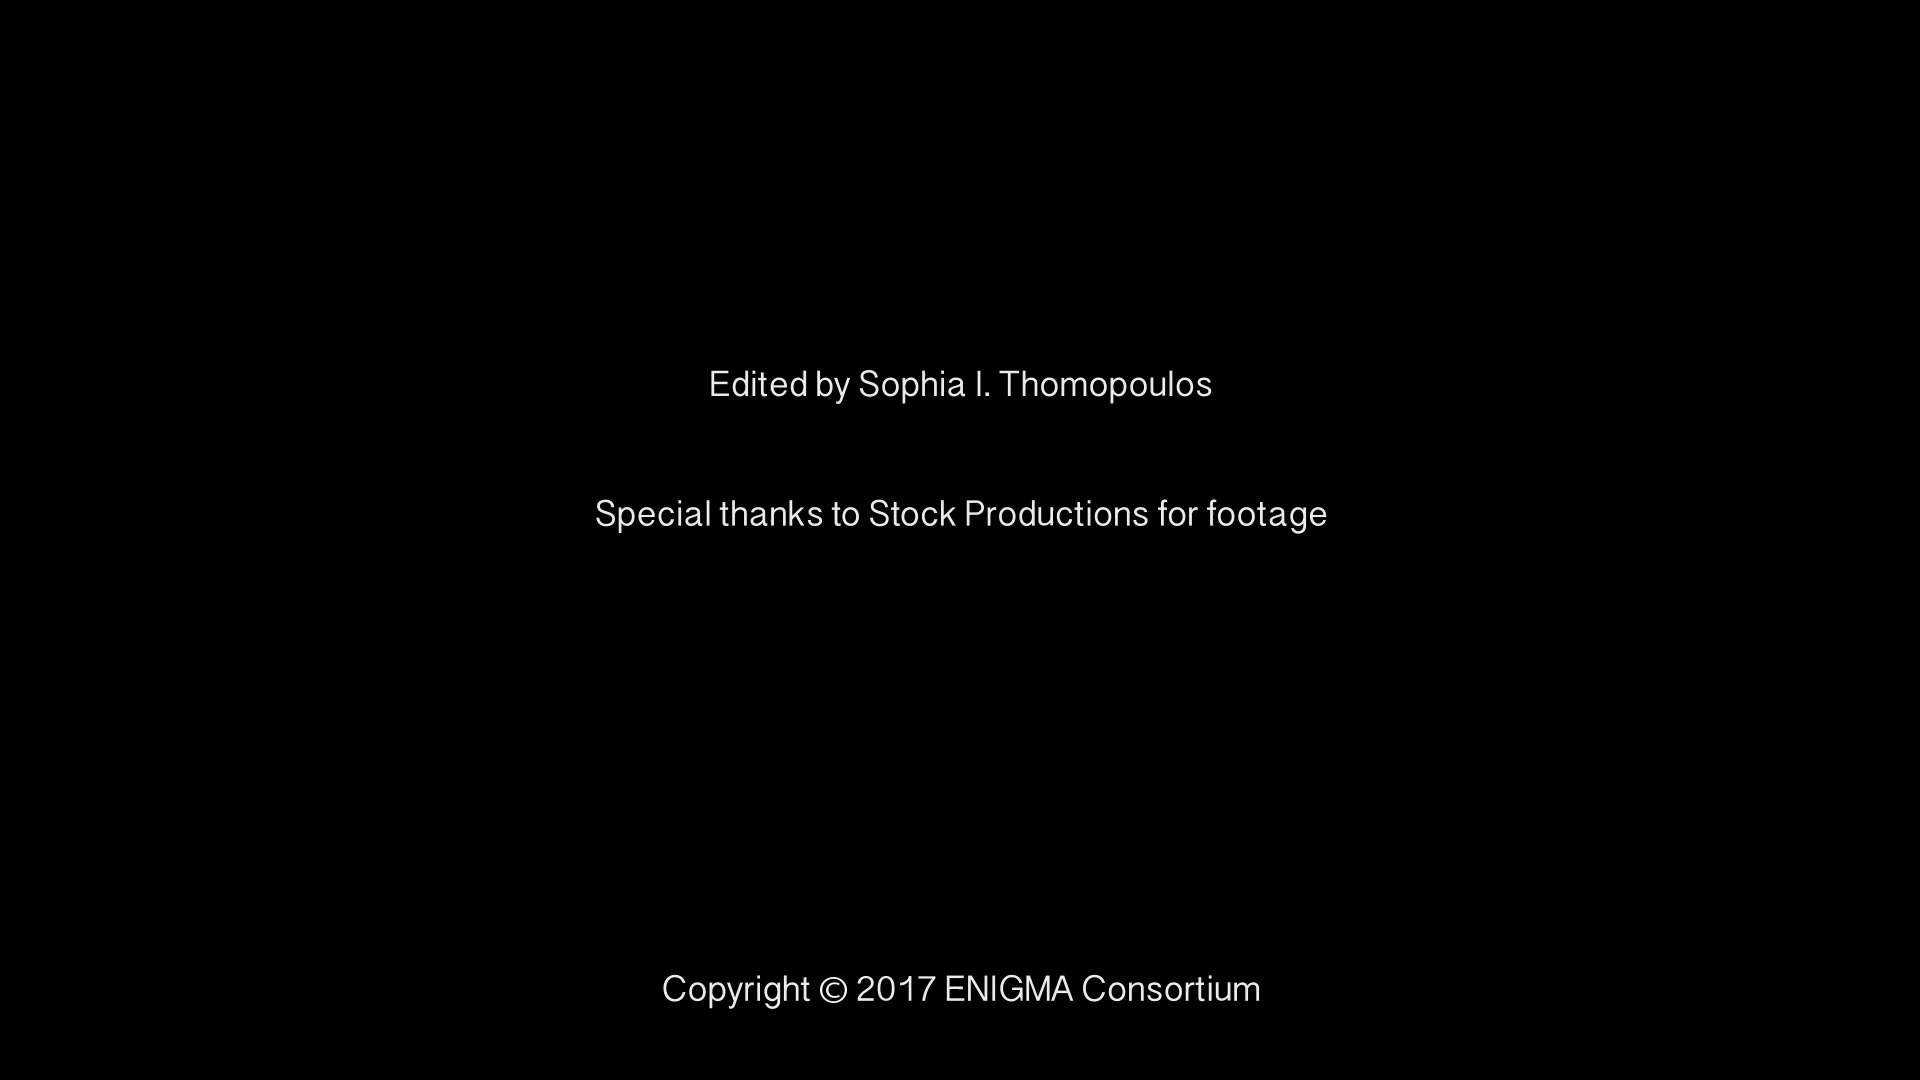 Edited by Sophia I. Thomopoulos
Special thanks to Stock Productions for footage
Copyright © 2017 ENIGMA Consortium